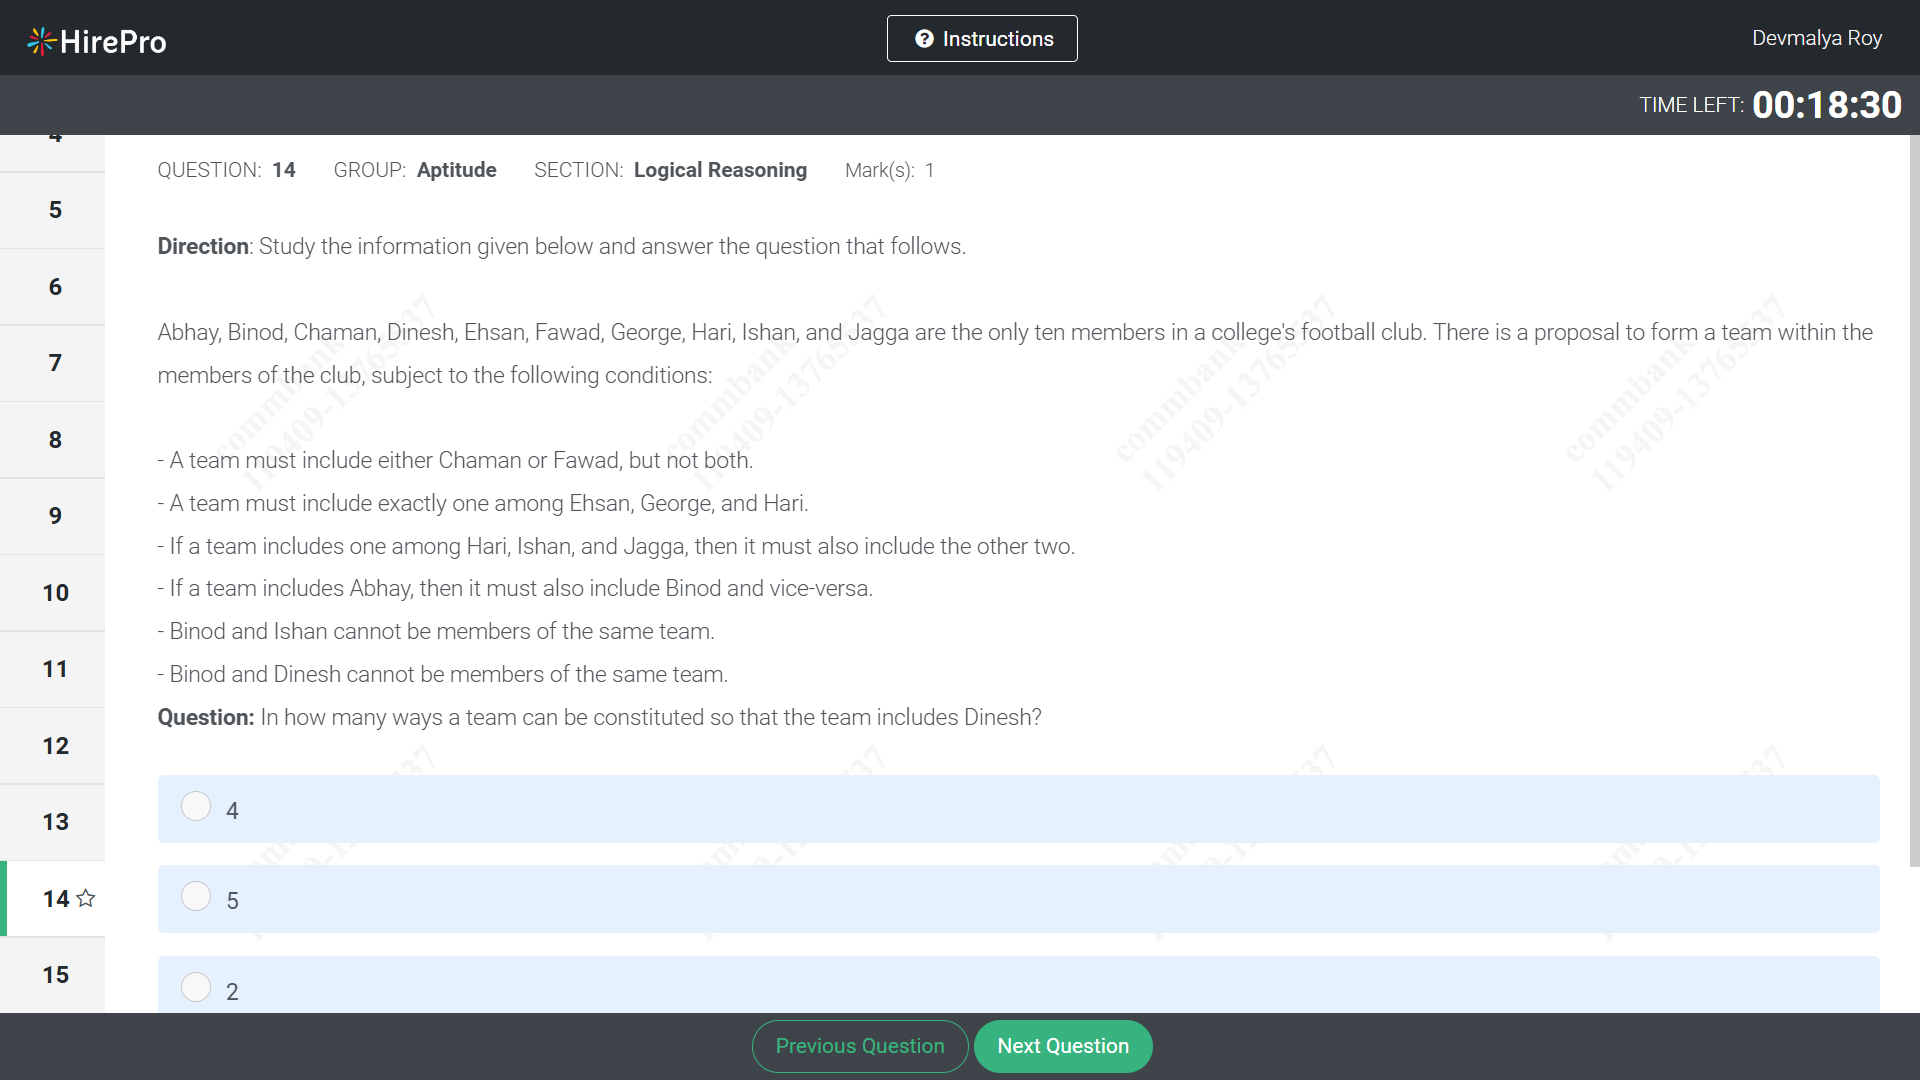 HirePro
Instructions
Devmalya Roy
TIME LEFT: 00:18:30
4
5
6
7
8
9
10
11
12
13
14
15
QUESTION: 14 GROUP: Aptitude SECTION: Logical Reasoning Mark(s): 1
Direction: Study the information given below and answer the question that follows.
Abhay, Binod, Chaman, Dinesh, Ehsan, Fawad, George, Hari, Ishan, and Jagga are the only ten members in a college's football club. There is a proposal to form a team within the
members of the club, subject to the following conditions:
- A team must include either Chaman or Fawad, but not both.
- A team must include exactly one among Ehsan, George, and Hari.
- If a team includes one among Hari, Ishan, and Jagga, then it must also include the other two.
- If a team includes Abhay, then it must also include Binod and vice-versa.
- Binod and Ishan cannot be members of the same team.
- Binod and Dinesh cannot be members of the same team.
Question: In how many ways a team can be constituted so that the team includes Dinesh?
4
5
2
Previous Question
Next Question